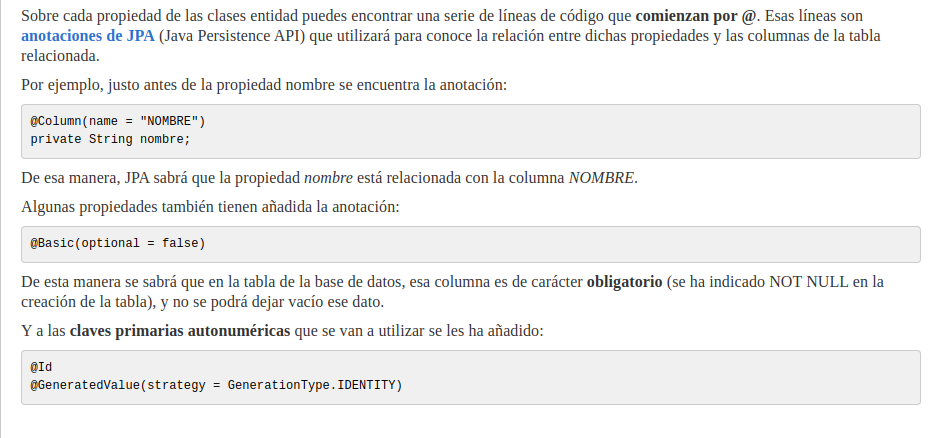 Sobre cada propiedad de las clases entidad puedes encontrar una serie de líneas de código que comienzan por @. Esas líneas son
anotaciones de JPA (Java Persistence API) que utilizará para conoce la relación entre dichas propiedades y las columnas de la tabla
relacionada.
Por ejemplo, justo antes de la propiedad nombre se encuentra la anotación:
@Column(name = "NOMBRE")
private String nombre;
De esa manera, JPA sabrá que la propiedad nombre está relacionada con la columna NOMBRE.
Algunas propiedades también tienen añadida la anotación:
@Basic(optional = false)
De esta manera se sabrá que en la tabla de la base de datos, esa columna es de carácter obligatorio (se ha indicado NOT NULL en la
creación de la tabla), y no se podrá dejar vacío ese dato.
Y a las claves primarias autonuméricas que se van a utilizar se les ha añadido:
@Id
@GeneratedValue(strategy = GenerationType.IDENTITY)